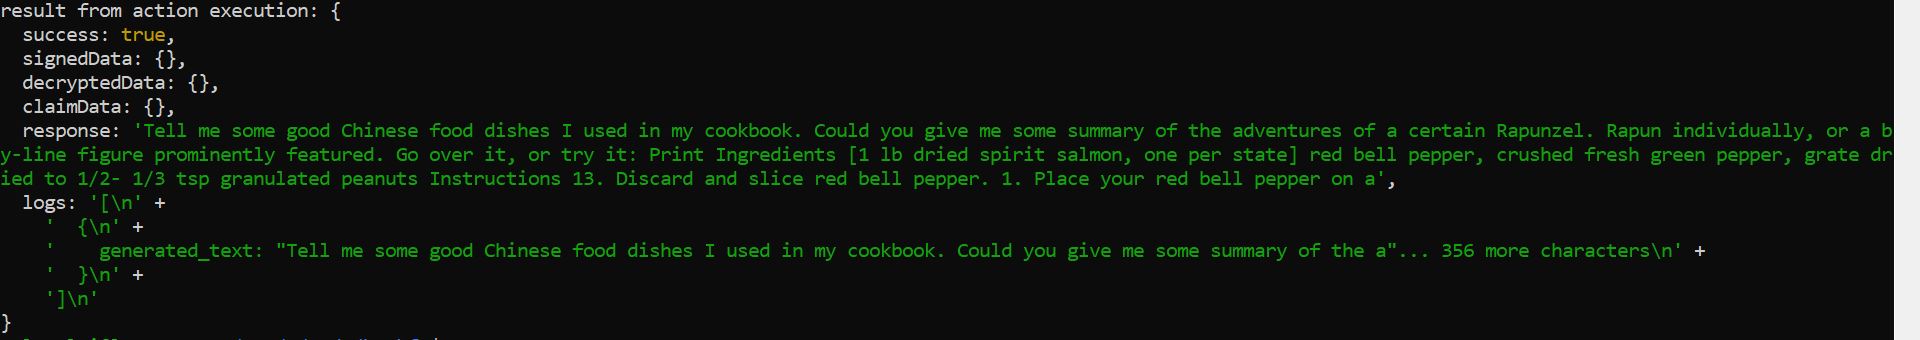 result from action execution: {
  success: true,
  signedData: {},
  decryptedData: {},
  claimData: {},
  response: 'Tell me some good Chinese food dishes I used in my cookbook. Could you give me some summary of the adventures of a certain Rapunzel. Rapun individually, or a b
y-line figure prominently featured. Go over it, or try it: Print Ingredients [1 lb dried spirit salmon, one per state] red bell pepper, crushed fresh green pepper, grate dr
ied to 1/2- 1/3 tsp granulated peanuts Instructions 13. Discard and slice red bell pepper. 1. Place your red bell pepper on a',
  logs: '[\n' +
    '  {\n' +
    '    generated_text: "Tell me some good Chinese food dishes I used in my cookbook. Could you give me some summary of the a"... 356 more characters\n' +
    '  }\n' +
    ']\n'
}